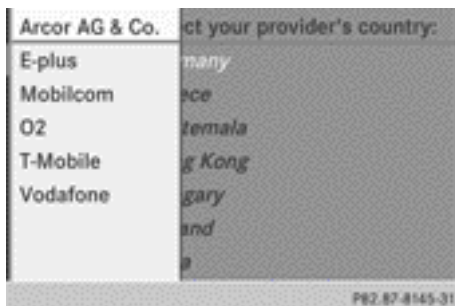 Arcor AG & Co.
E-plus
Mobilcom
O2
T-Mobile
Vodafone
ct your provider's country:
many
ece
temala
g Kong
gary
and
a
P82.87-8145-31